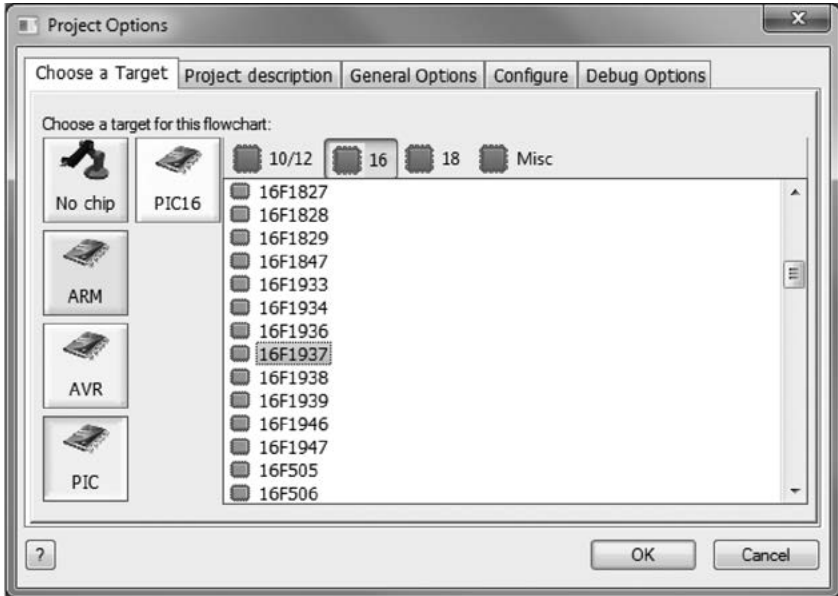 Project Options
Choose a Target Project description General Options Configure Debug Options
Choose a target for this flowchart:
10/12 16 18 Misc
No chip PIC16
ARM
AVR
PIC
16F1827
16F1828
16F1829
16F1847
16F1933
16F1934
16F1936
16F1937
16F1938
16F1939
16F1946
16F1947
16F505
16F506
? OK Cancel